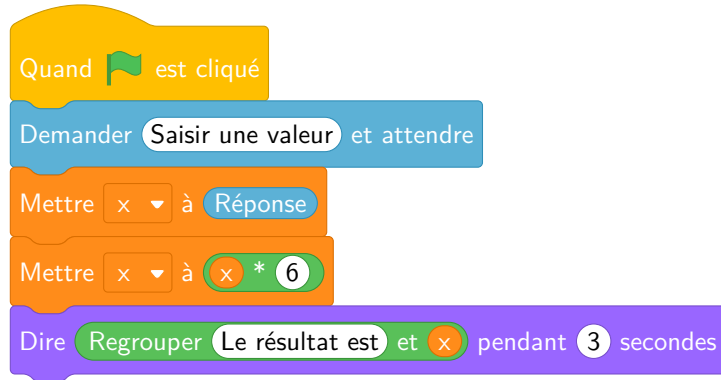 Quand est cliqué
Demander Saisir une valeur et attendre
Mettre x à Réponse
Mettre x à x * 6
Dire Regrouper Le résultat est et x pendant 3 secondes